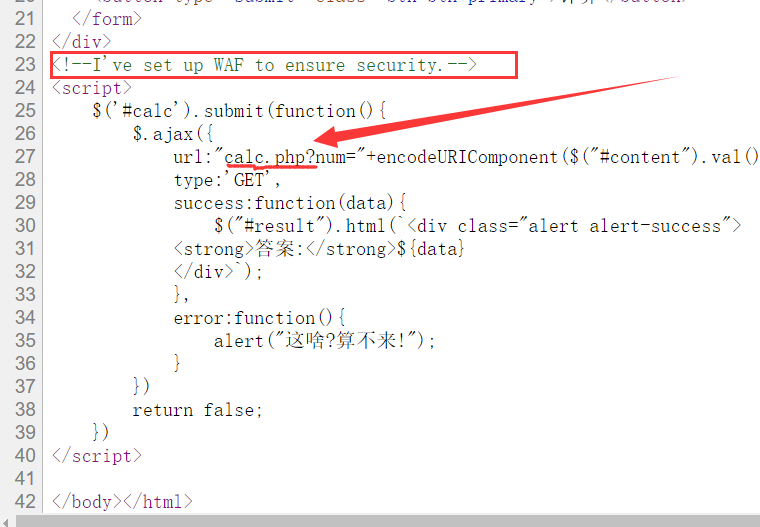 21 </form>
22 </div>
23 <!--I've set up WAF to ensure security.-->
24 <script>
25 $('#calc').submit(function(){
26 $.ajax({
27 url:"calc.php?num="+encodeURIComponent($("#content").val()
28 type:'GET',
29 success:function(data){
30 $("#result").html(`<div class="alert alert-success">
31 <strong>答案:</strong>${data}
32 </div>`);
33 },
34 error:function(){
35 alert("这啥?算不来!");
36 }
37 })
38 return false;
39 })
40 </script>
41
42 </body></html>